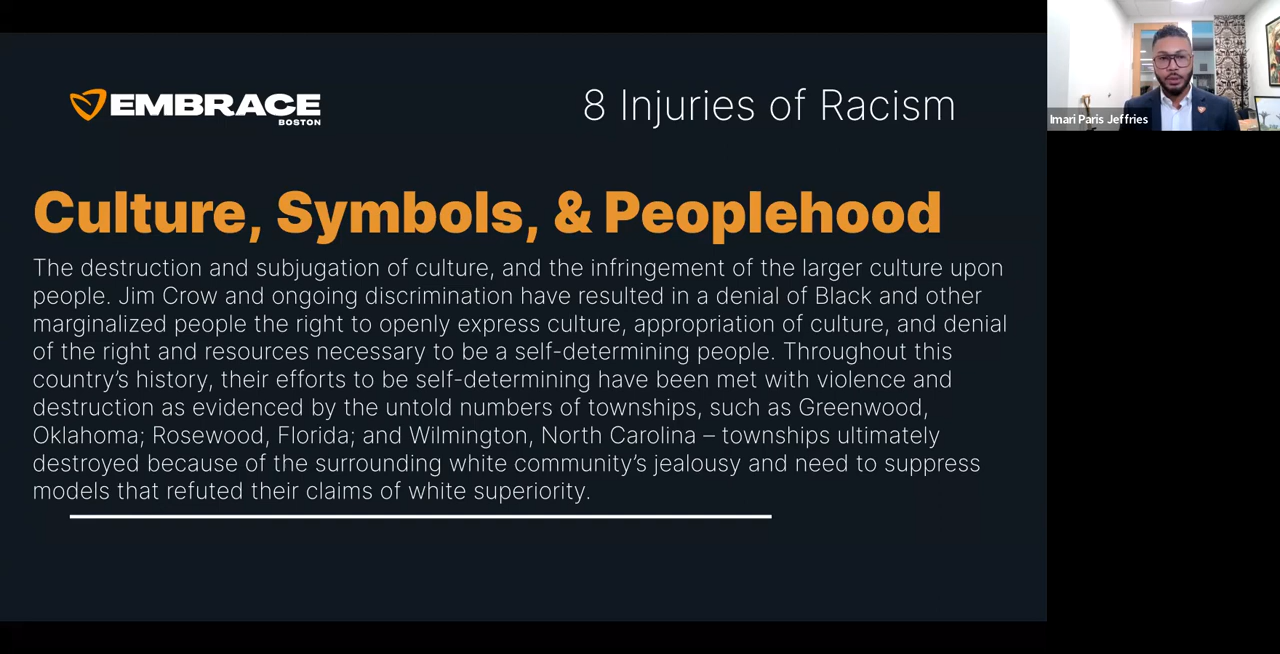 EMBRACE
BOSTON
8 Injuries of Racism
Imari Paris Jeffries
Culture, Symbols, & Peoplehood
The destruction and subjugation of culture, and the infringement of the larger culture upon
people. Jim Crow and ongoing discrimination have resulted in a denial of Black and other
marginalized people the right to openly express culture, appropriation of culture, and denial
of the right and resources necessary to be a self-determining people. Throughout this
country’s history, their efforts to be self-determining have been met with violence and
destruction as evidenced by the untold numbers of townships, such as Greenwood,
Oklahoma; Rosewood, Florida; and Wilmington, North Carolina – townships ultimately
destroyed because of the surrounding white community’s jealousy and need to suppress
models that refuted their claims of white superiority.